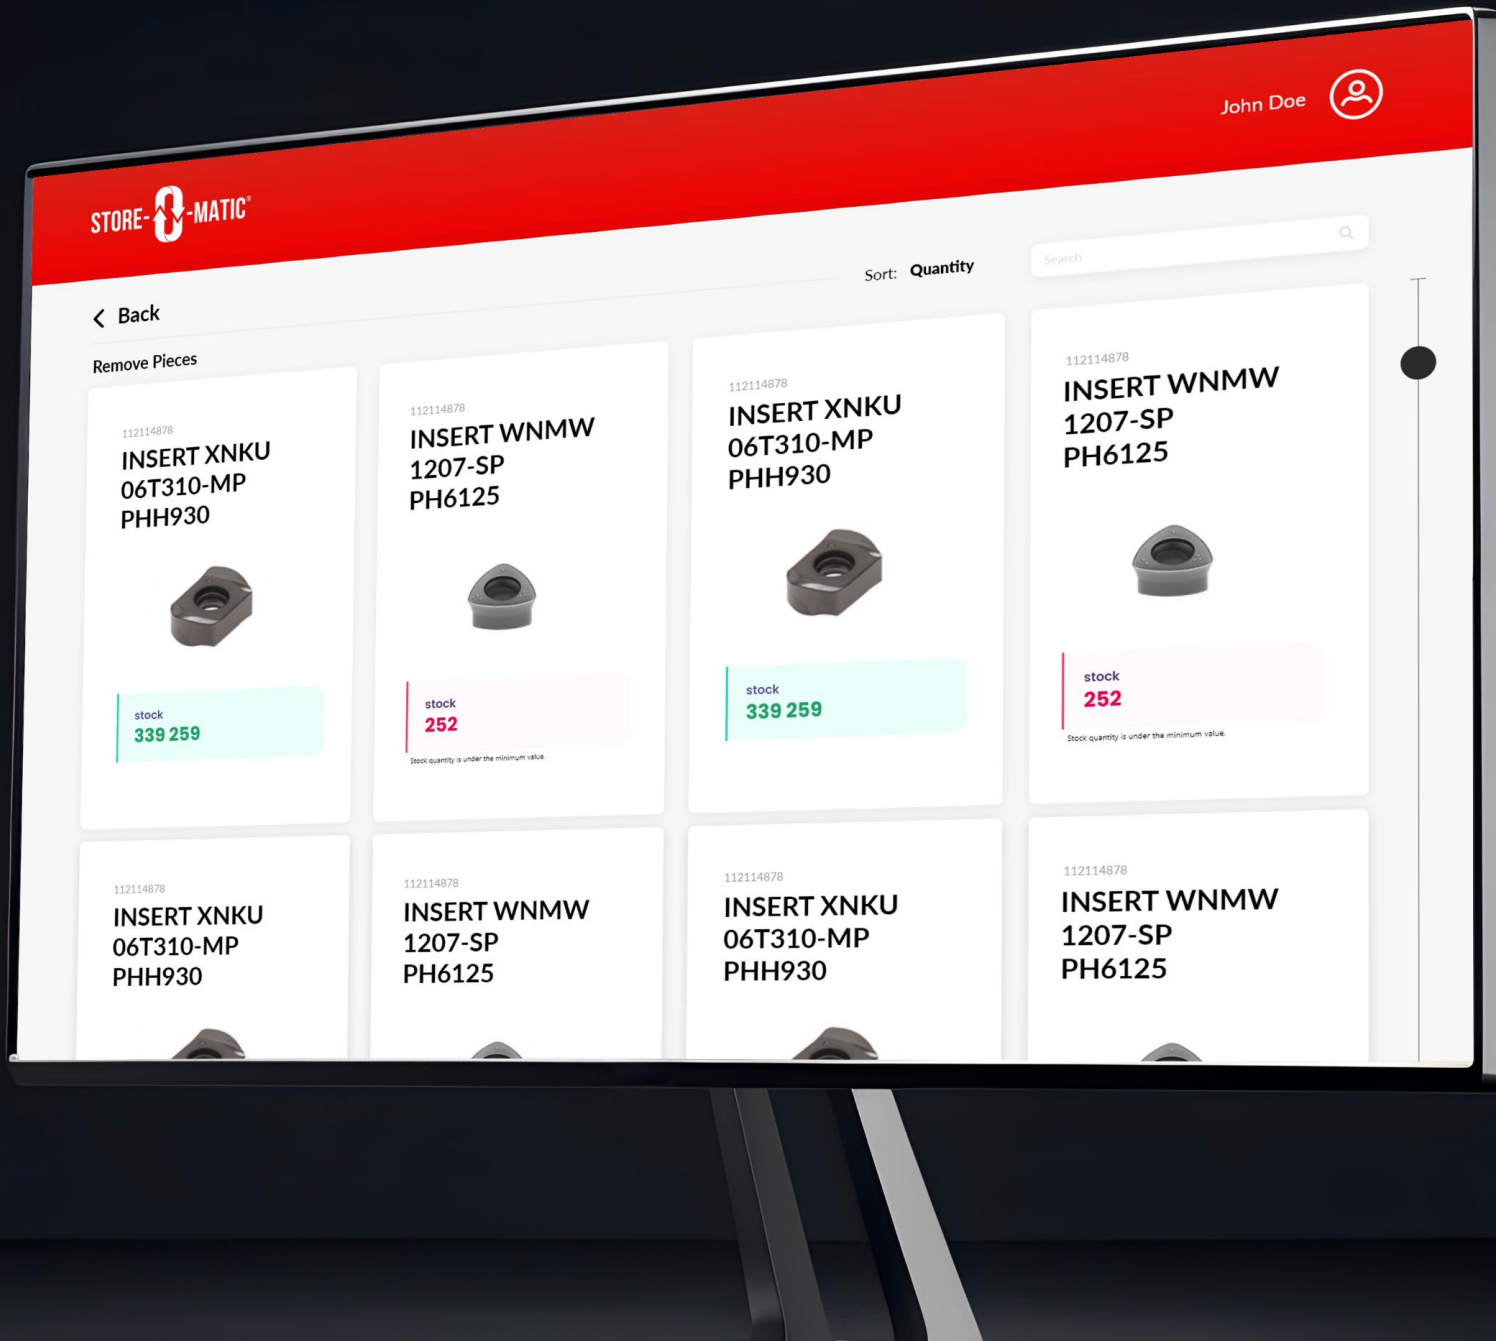 John Doe
STORE-
-MATIC®
Back
Sort: Quantity
Search
Remove Pieces
112114878
INSERT XNKU
06T310-MP
PHH930
stock
339 259
112114878
INSERT WNMW
1207-SP
PH6125
stock
252
Stock quantity is under the minimum value.
112114878
INSERT XNKU
06T310-MP
PHH930
stock
339 259
112114878
INSERT WNMW
1207-SP
PH6125
stock
252
Stock quantity is under the minimum value.
112114878
INSERT XNKU
06T310-MP
PHH930
112114878
INSERT WNMW
1207-SP
PH6125
112114878
INSERT XNKU
06T310-MP
PHH930
112114878
INSERT WNMW
1207-SP
PH6125